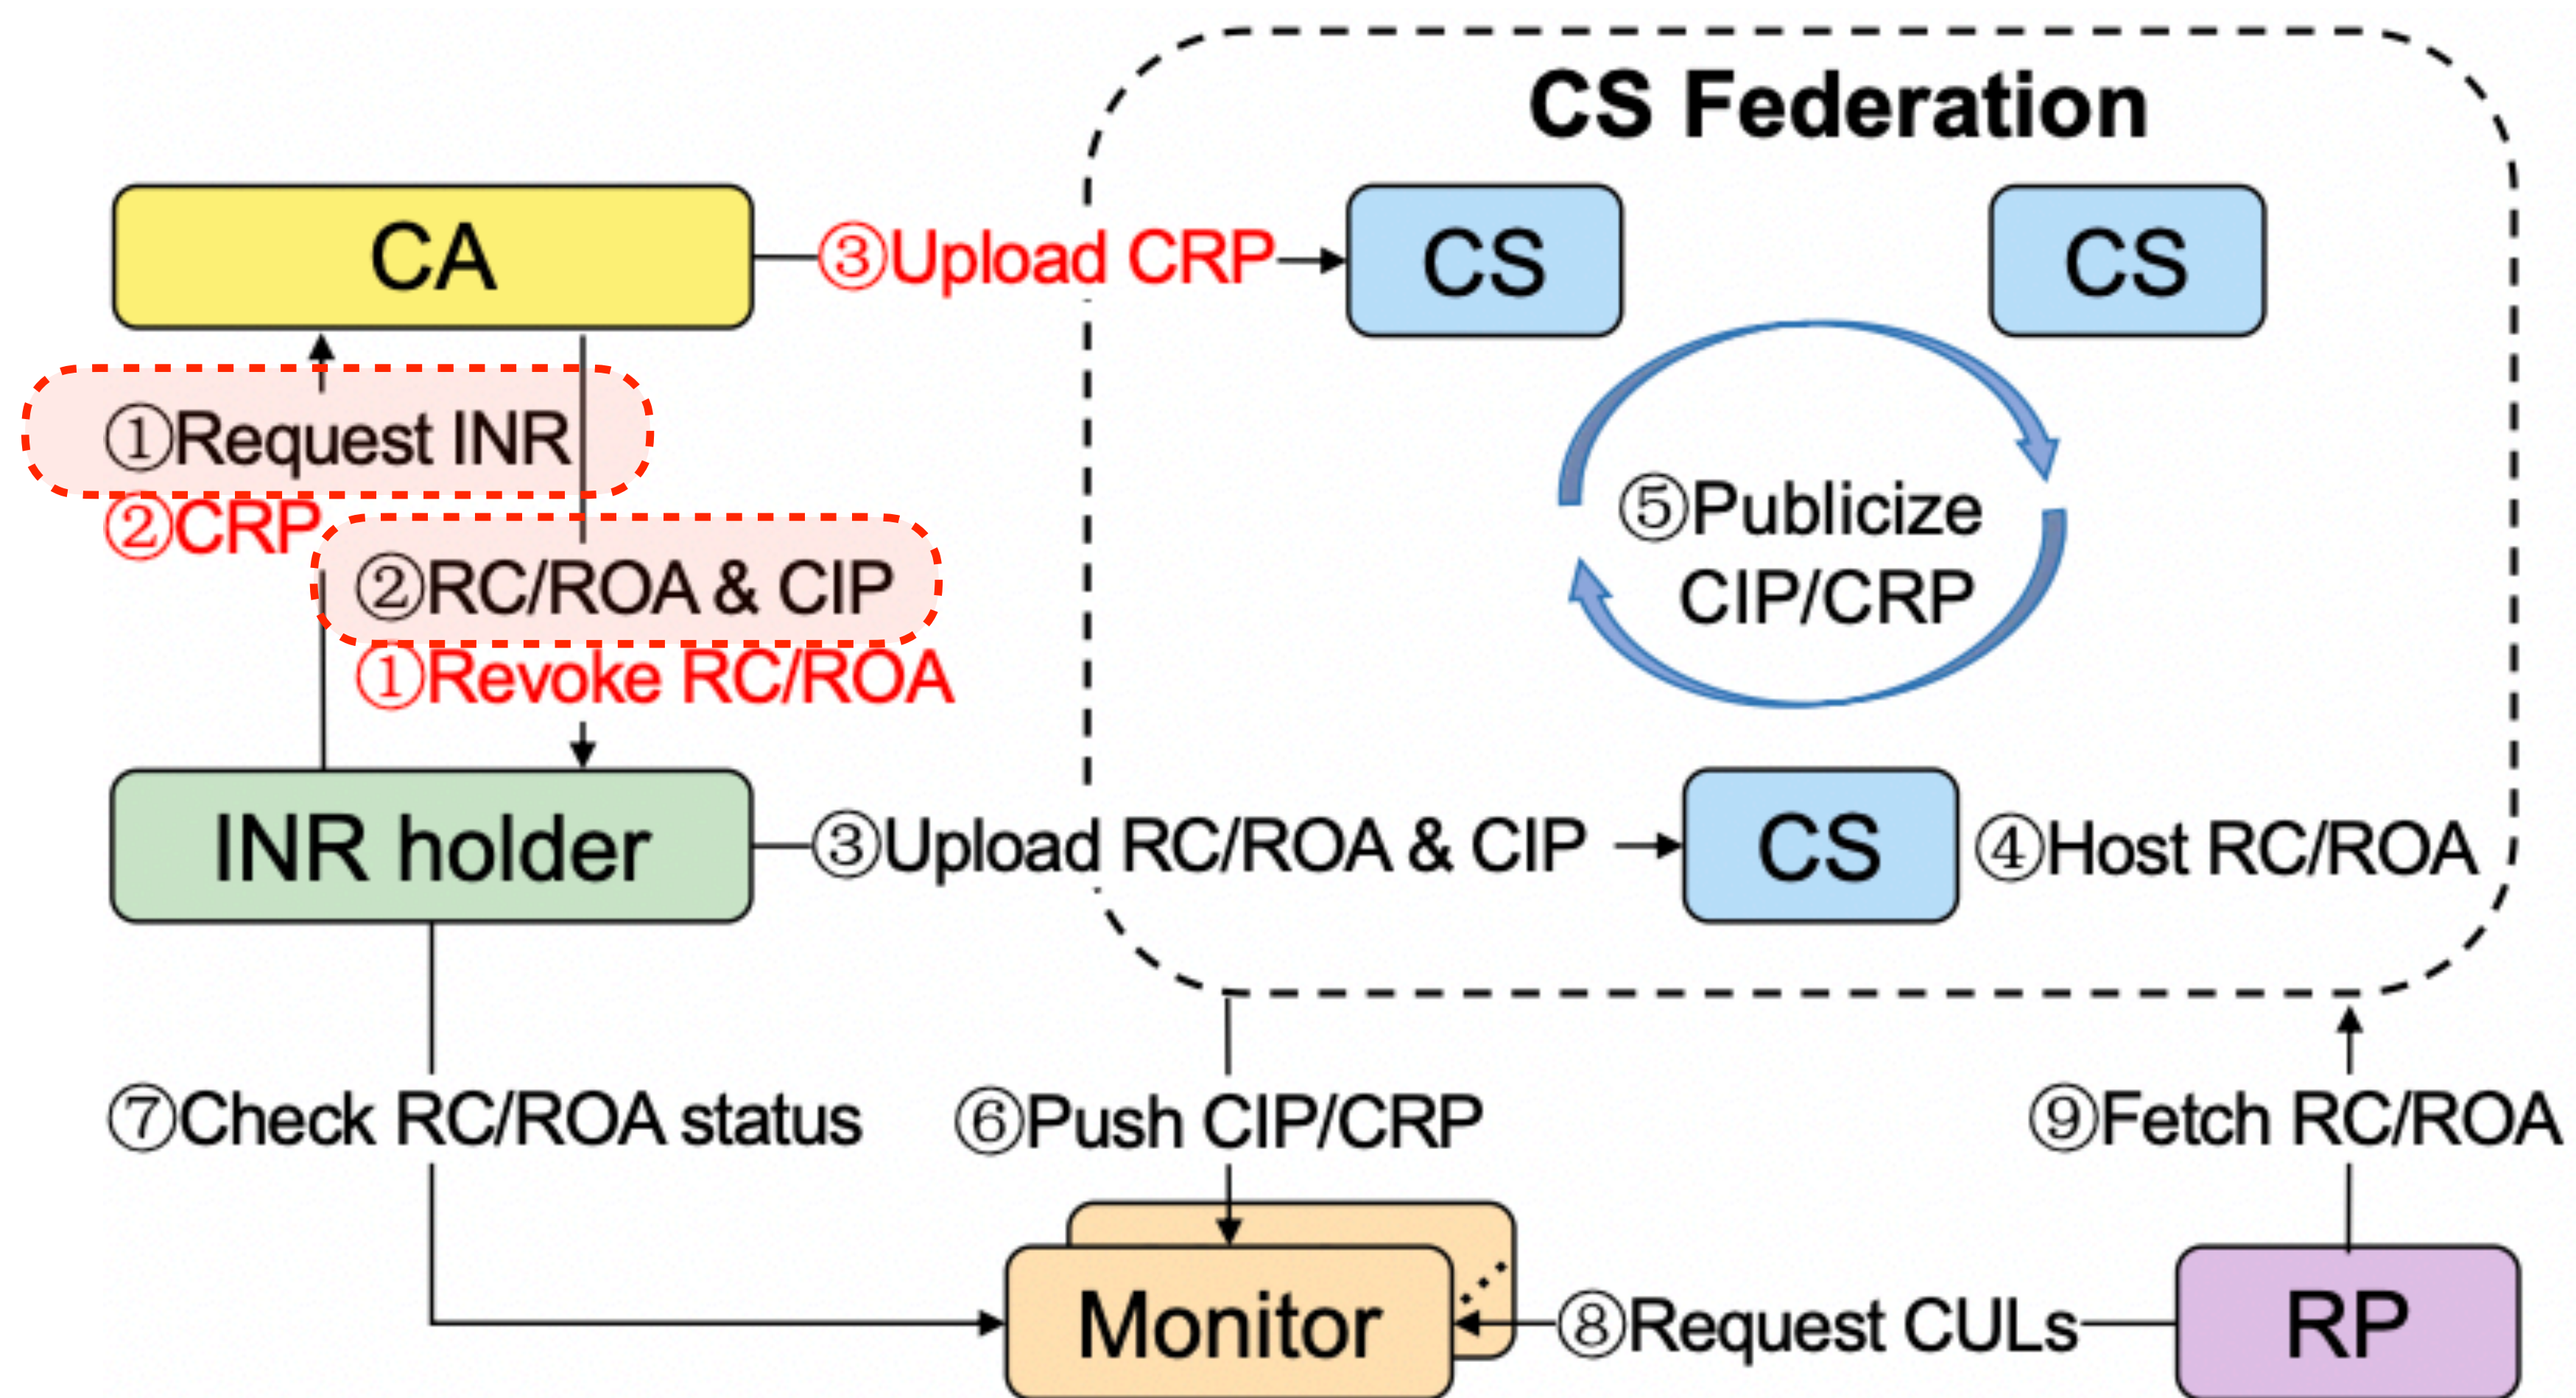 CS Federation
CA
③Upload CRP
CS
CS
①Request INR
②CRP
②RC/ROA & CIP
①Revoke RC/ROA
⑤Publicize
CIP/CRP
INR holder
③Upload RC/ROA & CIP
CS
④Host RC/ROA
⑦Check RC/ROA status
⑥Push CIP/CRP
⑨Fetch RC/ROA
Monitor
⑧Request CULs
RP